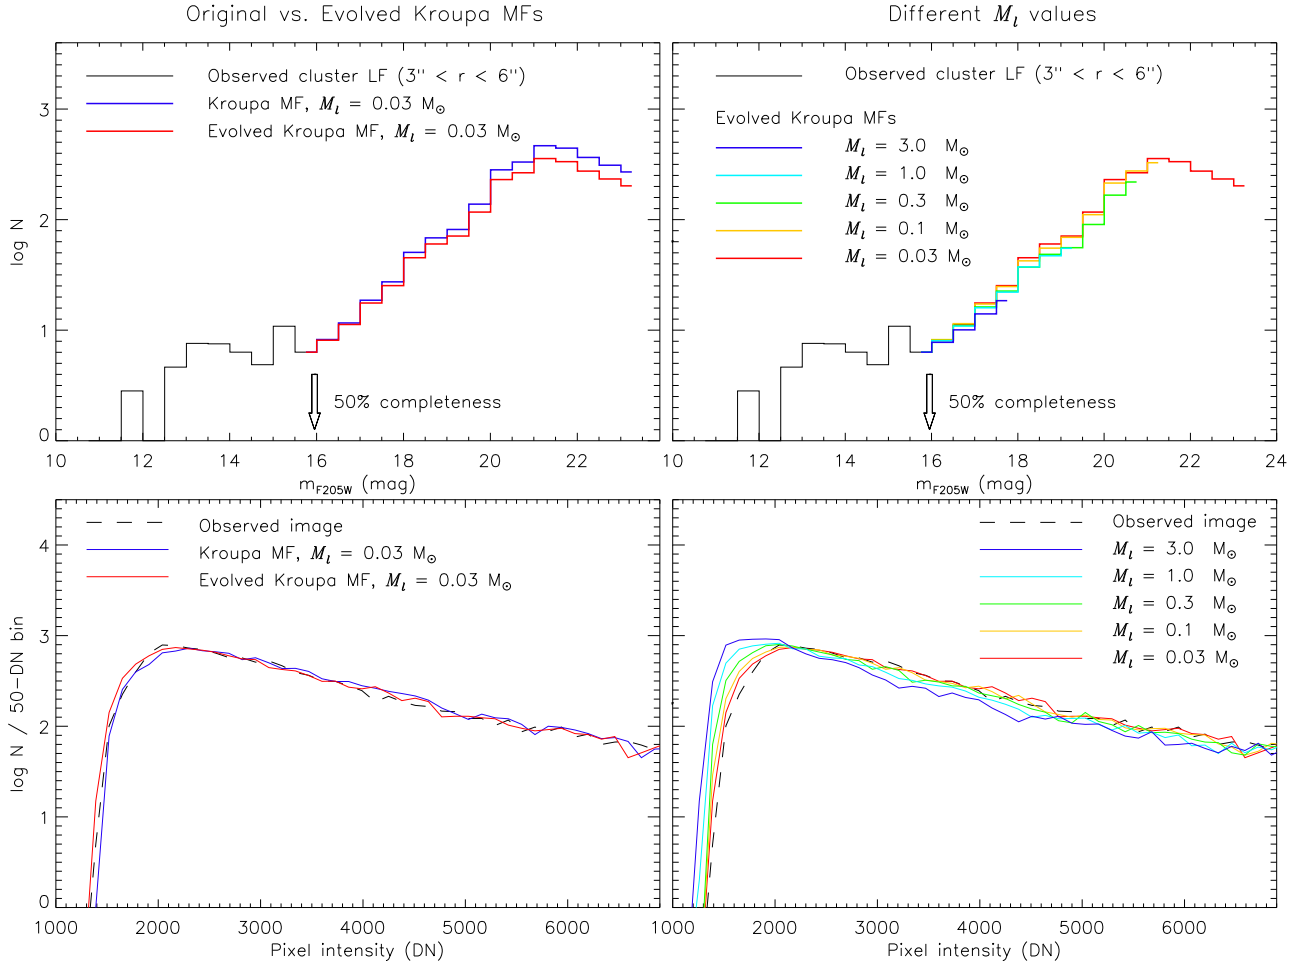 Original vs. Evolved Kroupa MFs
Different M_l values
Observed cluster LF (3" < r < 6")
Kroupa MF, M_l = 0.03 M_⊙
Evolved Kroupa MF, M_l = 0.03 M_⊙
3
2
1
0
log N
50% completeness
10 12 14 16 18 20 22
m_F205W (mag)
Observed cluster LF (3" < r < 6")
Evolved Kroupa MFs
M_l = 3.0 M_⊙
M_l = 1.0 M_⊙
M_l = 0.3 M_⊙
M_l = 0.1 M_⊙
M_l = 0.03 M_⊙
50% completeness
10 12 14 16 18 20 22 24
m_F205W (mag)
Observed image
Kroupa MF, M_l = 0.03 M_⊙
Evolved Kroupa MF, M_l = 0.03 M_⊙
4
3
2
1
0
log N / 50-DN bin
1000 2000 3000 4000 5000 6000
Pixel intensity (DN)
Observed image
M_l = 3.0 M_⊙
M_l = 1.0 M_⊙
M_l = 0.3 M_⊙
M_l = 0.1 M_⊙
M_l = 0.03 M_⊙
1000 2000 3000 4000 5000 6000
Pixel intensity (DN)